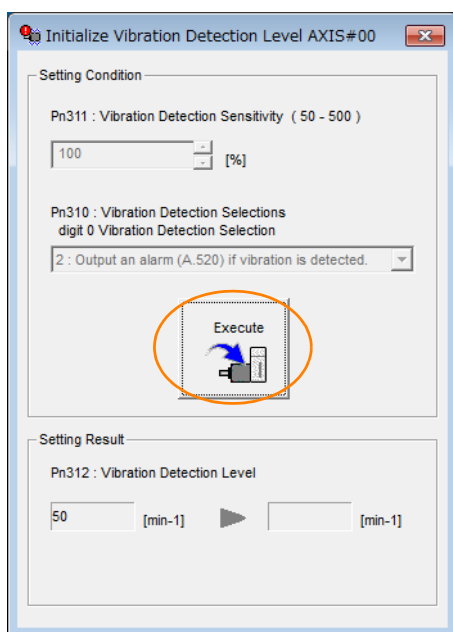 Initialize Vibration Detection Level AXIS#00
Setting Condition
Pn311 : Vibration Detection Sensitivity ( 50 - 500 )
100
[%]
Pn310 : Vibration Detection Selections
digit 0 Vibration Detection Selection
2 : Output an alarm (A.520) if vibration is detected.
Execute
Setting Result
Pn312 : Vibration Detection Level
50 [min-1] [min-1]